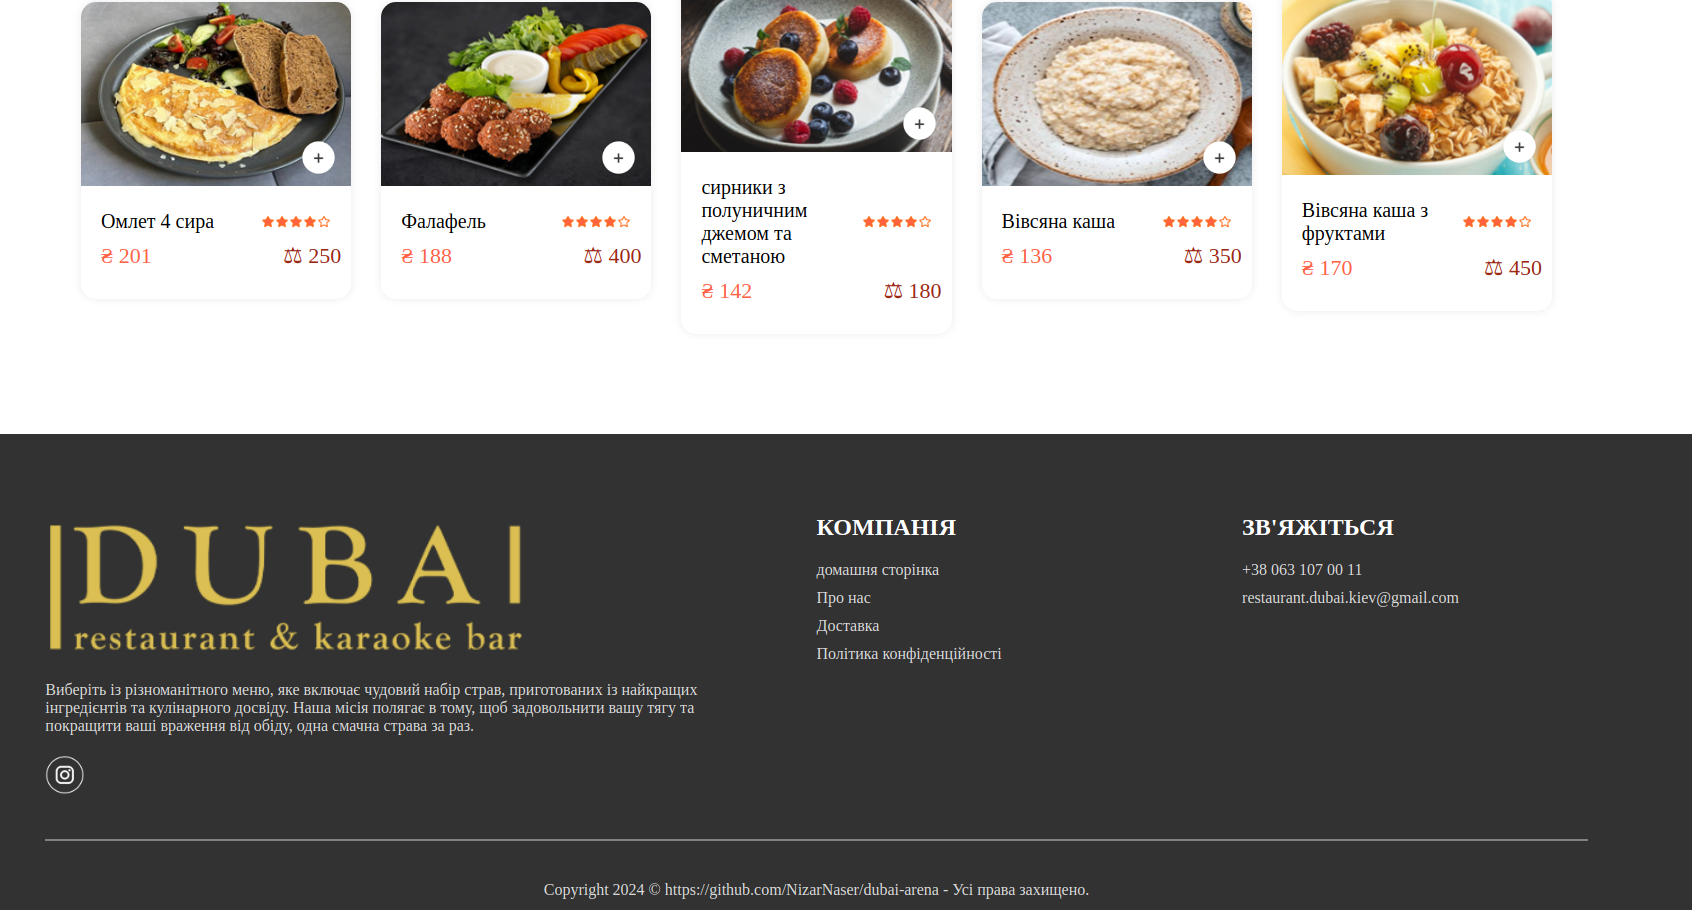 Омлет 4 сира
₴ 201
⚖ 250
Фалафель
₴ 188
⚖ 400
сирники з
полуничним
джемом та
сметаною
₴ 142
⚖ 180
Вівсяна каша
₴ 136
⚖ 350
Вівсяна каша з
фруктами
₴ 170
⚖ 450
DUBAI
restaurant & karaoke bar
Виберіть із різноманітного меню, яке включає чудовий набір страв, приготованих із найкращих
інгредієнтів та кулінарного досвіду. Наша місія полягає в тому, щоб задовольнити вашу тягу та
покращити ваші враження від обіду, одна смачна страва за раз.
КОМПАНІЯ
домашня сторінка
Про нас
Доставка
Політика конфіденційності
ЗВ'ЯЖІТЬСЯ
+38 063 107 00 11
restaurant.dubai.kiev@gmail.com
Copyright 2024 © https://github.com/NizarNaser/dubai-arena - Усі права захищено.